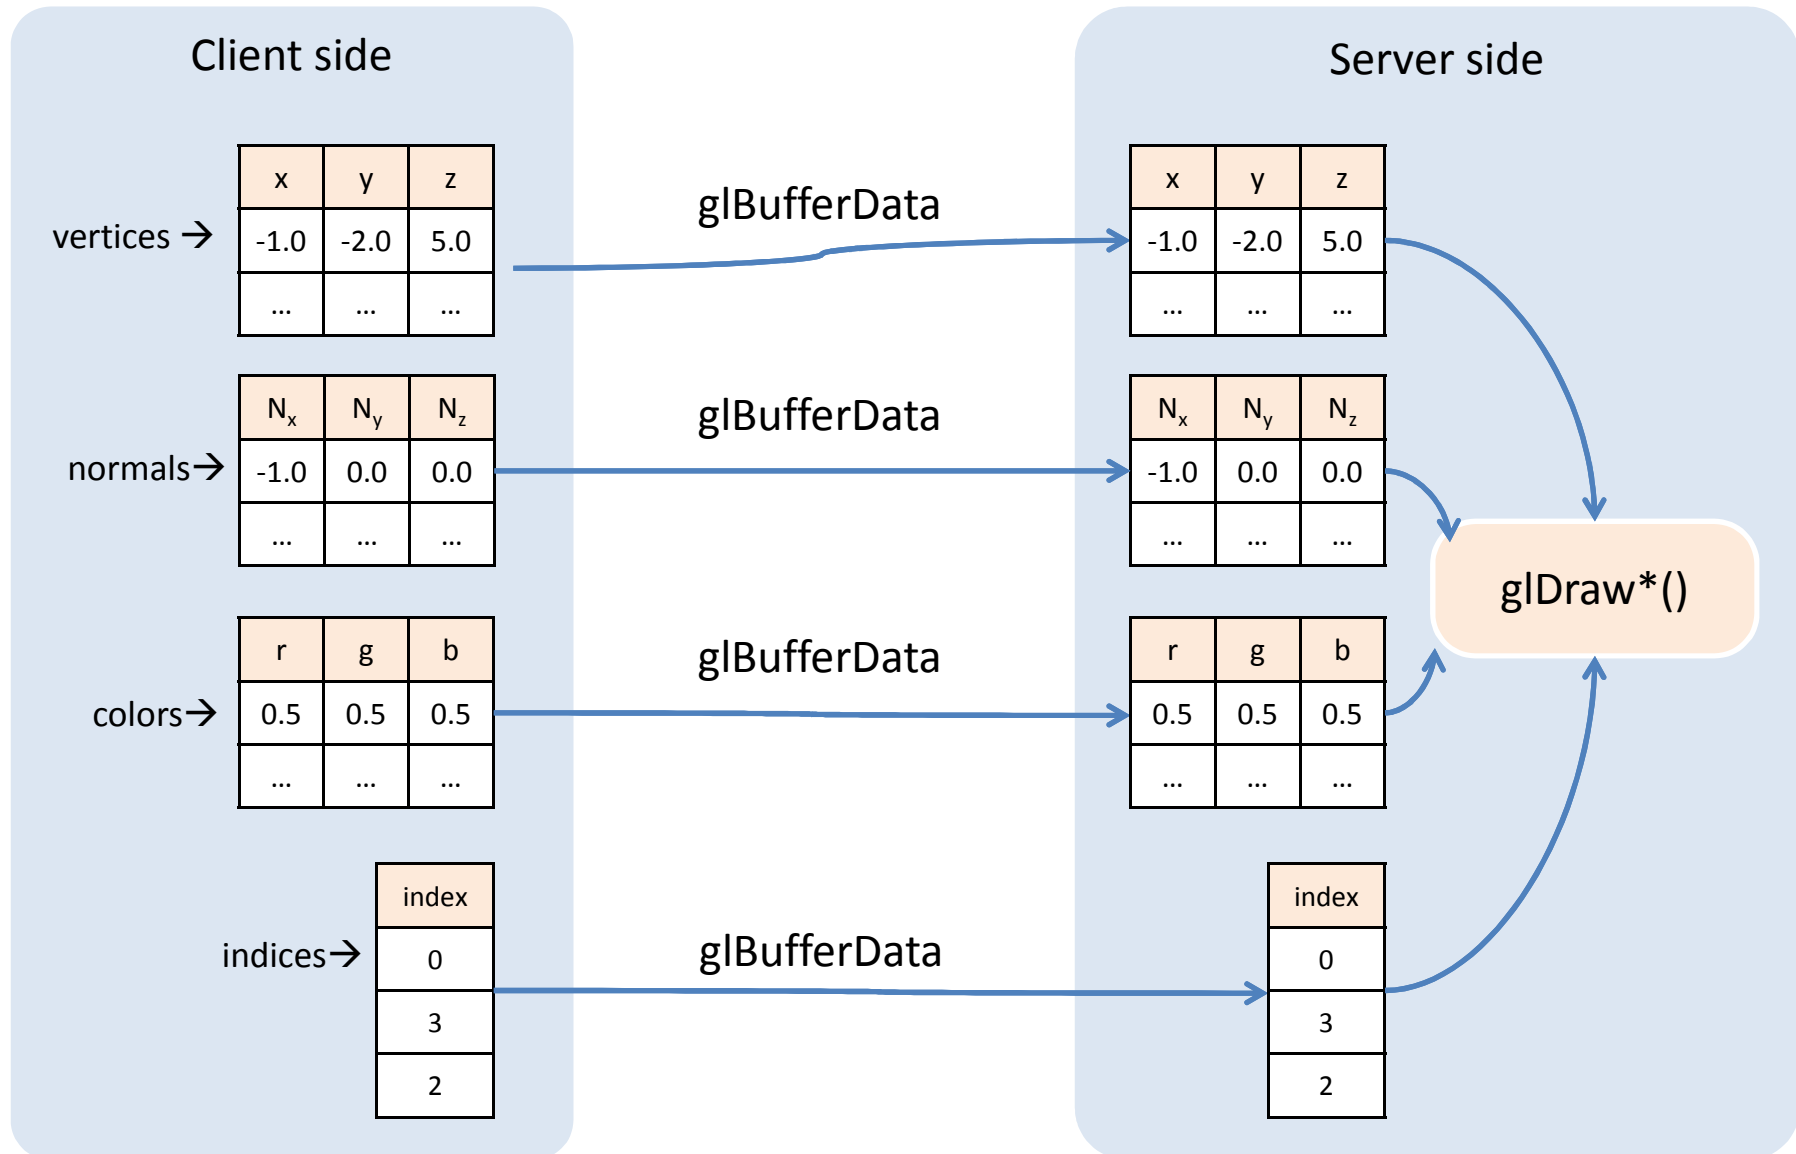 Client side
Server side
vertices →
x y z
-1.0 -2.0 5.0
... ... ...
glBufferData
x y z
-1.0 -2.0 5.0
... ... ...
normals→
Nx Ny Nz
-1.0 0.0 0.0
... ... ...
glBufferData
Nx Ny Nz
-1.0 0.0 0.0
... ... ...
glDraw*()
colors→
r g b
0.5 0.5 0.5
... ... ...
glBufferData
r g b
0.5 0.5 0.5
... ... ...
indices→
index
0
3
2
glBufferData
index
0
3
2